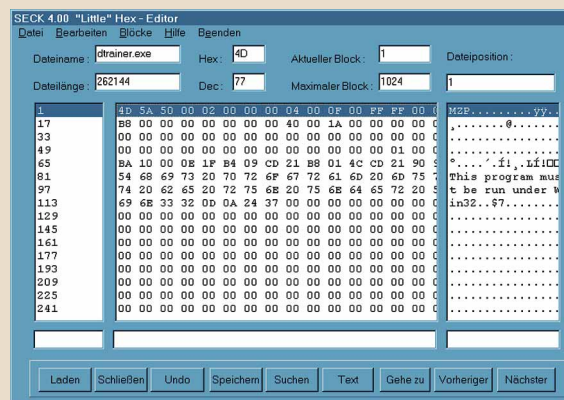 SECK 4.00 "Little" Hex - Editor
Datei Bearbeiten Blöcke Hilfe Beenden
Dateiname : dtrainer.exe Hex : 4D Aktueller Block : 1 Dateiposition :
Dateilänge : 262144 Dec : 77 Maximaler Block : 1024 1
1 4D 5A 50 00 02 00 00 00 04 00 0F 00 FF FF 00 MZP.........ÿÿ..
17 B8 00 00 00 00 00 00 00 40 00 1A 00 00 00 00 ¸.......@.......
33 00 00 00 00 00 00 00 00 00 00 00 00 00 00 00 ................
49 00 00 00 00 00 00 00 00 00 00 00 00 00 01 00 ................
65 BA 10 00 0E 1F B4 09 CD 21 B8 01 4C CD 21 90 °....´.Í!¸.LÍ!
81 54 68 69 73 20 70 72 6F 67 72 61 6D 20 6D 75 This program mus
97 74 20 62 65 20 72 75 6E 20 75 6E 64 65 72 20 t be run under W
113 69 6E 33 32 0D 0A 24 37 00 00 00 00 00 00 00 in32..$7........
129 00 00 00 00 00 00 00 00 00 00 00 00 00 00 00 ................
145 00 00 00 00 00 00 00 00 00 00 00 00 00 00 00 ................
161 00 00 00 00 00 00 00 00 00 00 00 00 00 00 00 ................
177 00 00 00 00 00 00 00 00 00 00 00 00 00 00 00 ................
193 00 00 00 00 00 00 00 00 00 00 00 00 00 00 00 ................
209 00 00 00 00 00 00 00 00 00 00 00 00 00 00 00 ................
225 00 00 00 00 00 00 00 00 00 00 00 00 00 00 00 ................
241 00 00 00 00 00 00 00 00 00 00 00 00 00 00 00 ................
Laden Schließen Undo Speichern Suchen Text Gehe zu Vorheriger Nächster